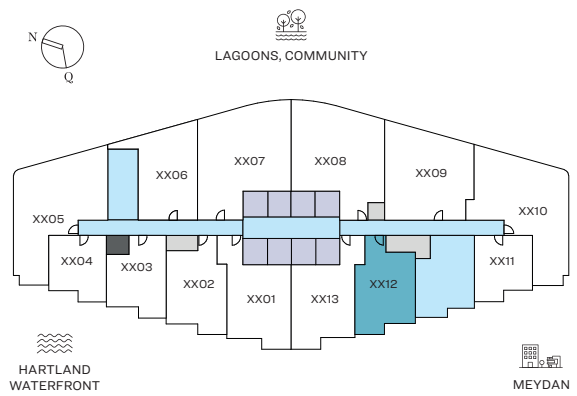 N
Q
LAGOONS, COMMUNITY
XX07
XX08
XX06
XX09
XX05
XX10
XX04
XX03
XX11
XX02
XX12
XX01
XX13
HARTLAND
WATERFRONT
MEYDAN